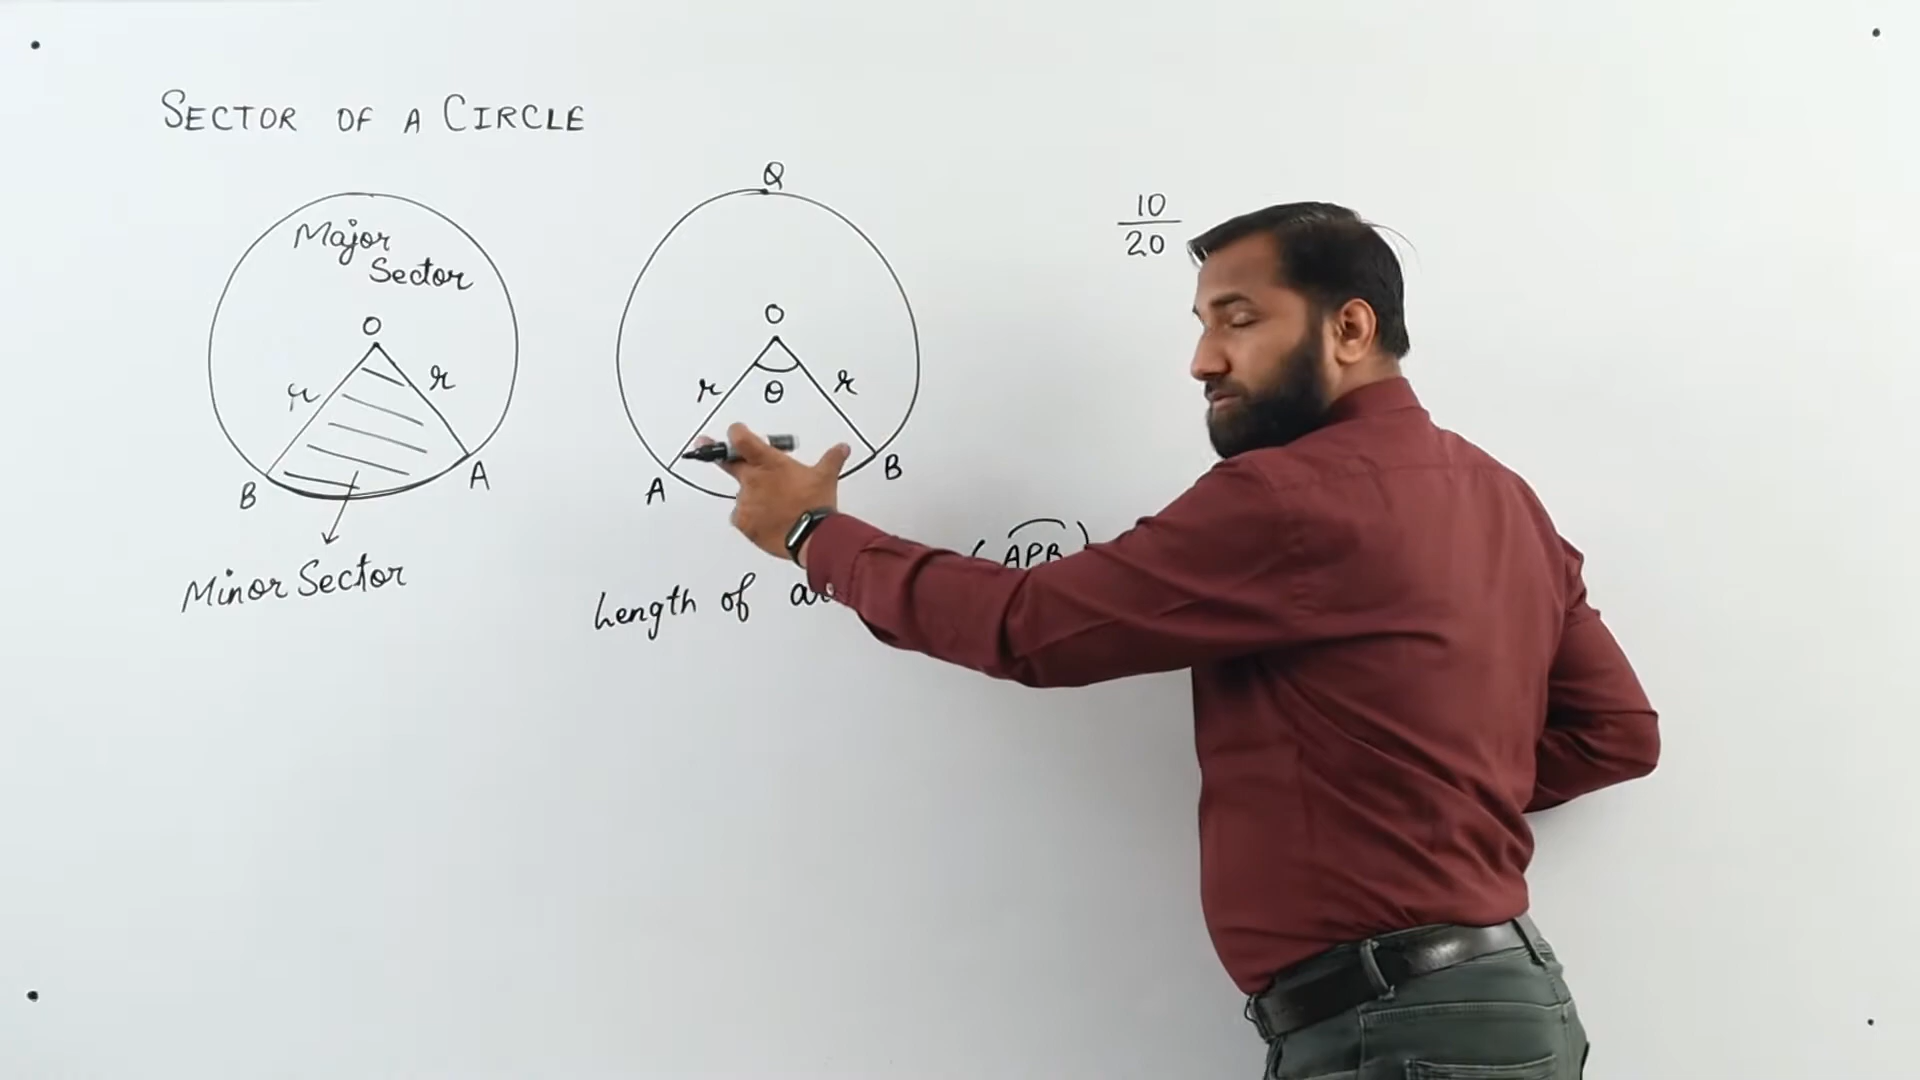 SECTOR OF A CIRCLE
Major
Sector
O
r
r
B
A
Minor Sector
Q
O
r
θ
r
A
B
(APB)
Length of
10
20